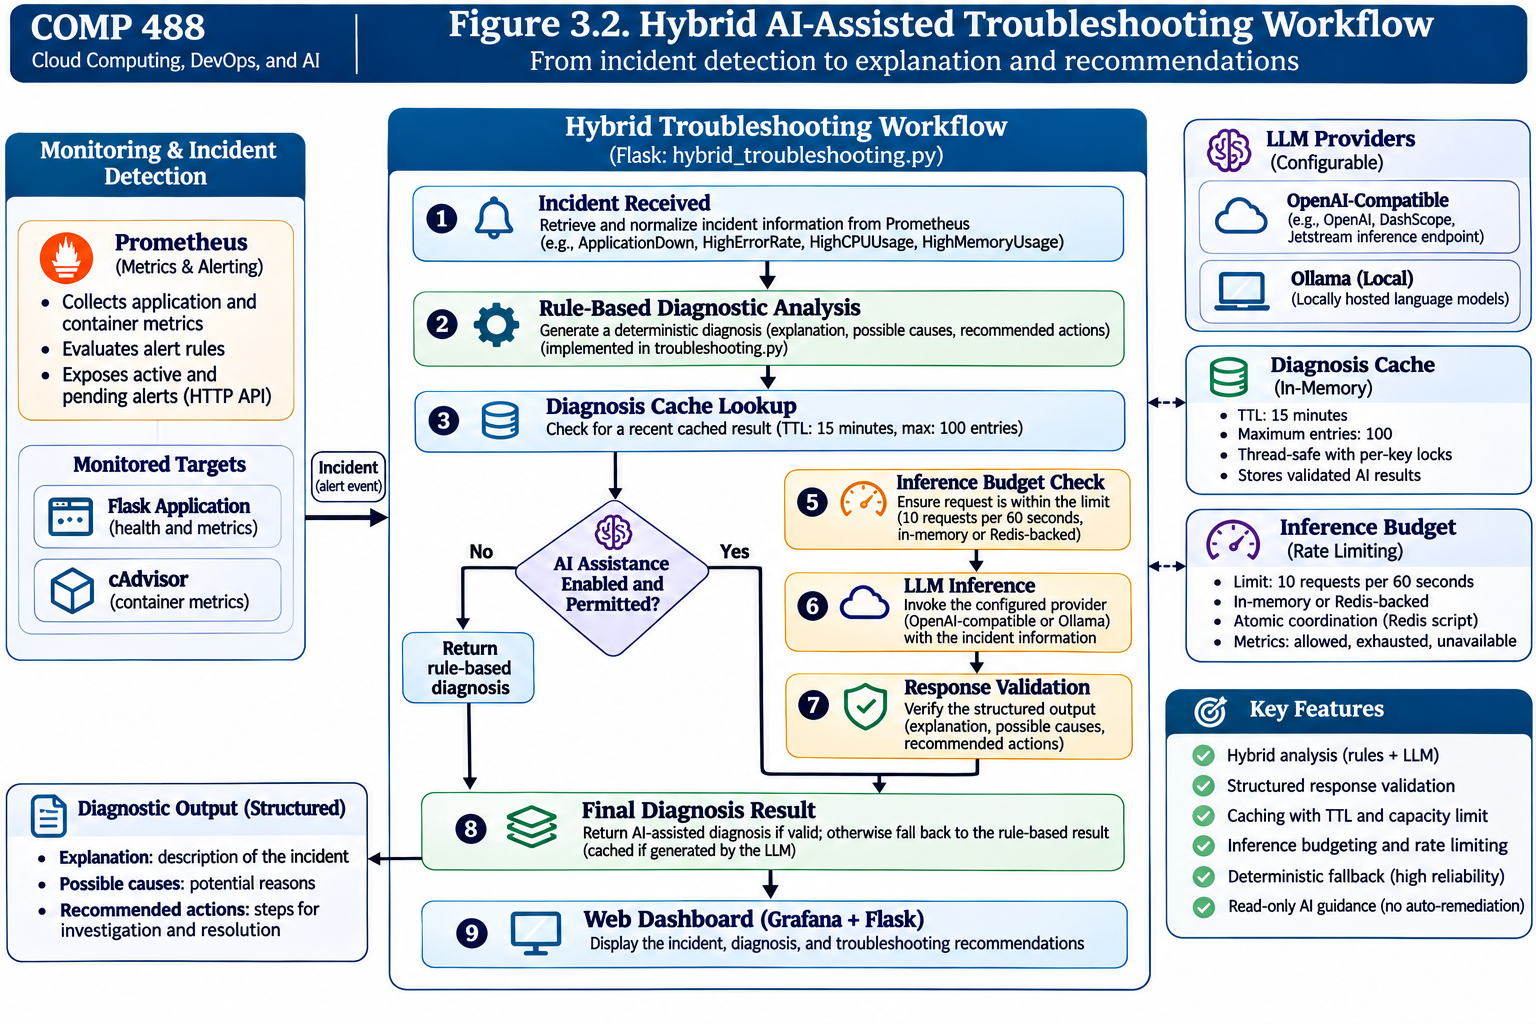 COMP 488
Cloud Computing, DevOps, and AI
Figure 3.2. Hybrid AI-Assisted Troubleshooting Workflow
From incident detection to explanation and recommendations
Monitoring & Incident
Detection
Prometheus
(Metrics & Alerting)
• Collects application and
container metrics
• Evaluates alert rules
• Exposes active and
pending alerts (HTTP API)
Monitored Targets
Flask Application
(health and metrics)
cAdvisor
(container metrics)
Incident
(alert event)
Hybrid Troubleshooting Workflow
(Flask: hybrid_troubleshooting.py)
1
Incident Received
Retrieve and normalize incident information from Prometheus
(e.g., ApplicationDown, HighErrorRate, HighCPUUsage, HighMemoryUsage)
2
Rule-Based Diagnostic Analysis
Generate a deterministic diagnosis (explanation, possible causes, recommended actions)
(implemented in troubleshooting.py)
3
Diagnosis Cache Lookup
Check for a recent cached result (TTL: 15 minutes, max: 100 entries)
No
AI Assistance
Enabled and
Permitted?
Yes
Return
rule-based
diagnosis
5
Inference Budget Check
Ensure request is within the limit
(10 requests per 60 seconds,
in-memory or Redis-backed)
6
LLM Inference
Invoke the configured provider
(OpenAI-compatible or Ollama)
with the incident information
7
Response Validation
Verify the structured output
(explanation, possible causes,
recommended actions)
8
Final Diagnosis Result
Return AI-assisted diagnosis if valid; otherwise fall back to the rule-based result
(cached if generated by the LLM)
9
Web Dashboard (Grafana + Flask)
Display the incident, diagnosis, and troubleshooting recommendations
Diagnostic Output (Structured)
• Explanation: description of the incident
• Possible causes: potential reasons
• Recommended actions: steps for
investigation and resolution
LLM Providers
(Configurable)
OpenAI-Compatible
(e.g., OpenAI, DashScope,
Jetstream inference endpoint)
Ollama (Local)
(Locally hosted language models)
Diagnosis Cache
(In-Memory)
• TTL: 15 minutes
• Maximum entries: 100
• Thread-safe with per-key locks
• Stores validated AI results
Inference Budget
(Rate Limiting)
• Limit: 10 requests per 60 seconds
• In-memory or Redis-backed
• Atomic coordination (Redis script)
• Metrics: allowed, exhausted, unavailable
Key Features
Hybrid analysis (rules + LLM)
Structured response validation
Caching with TTL and capacity limit
Inference budgeting and rate limiting
Deterministic fallback (high reliability)
Read-only AI guidance (no auto-remediation)